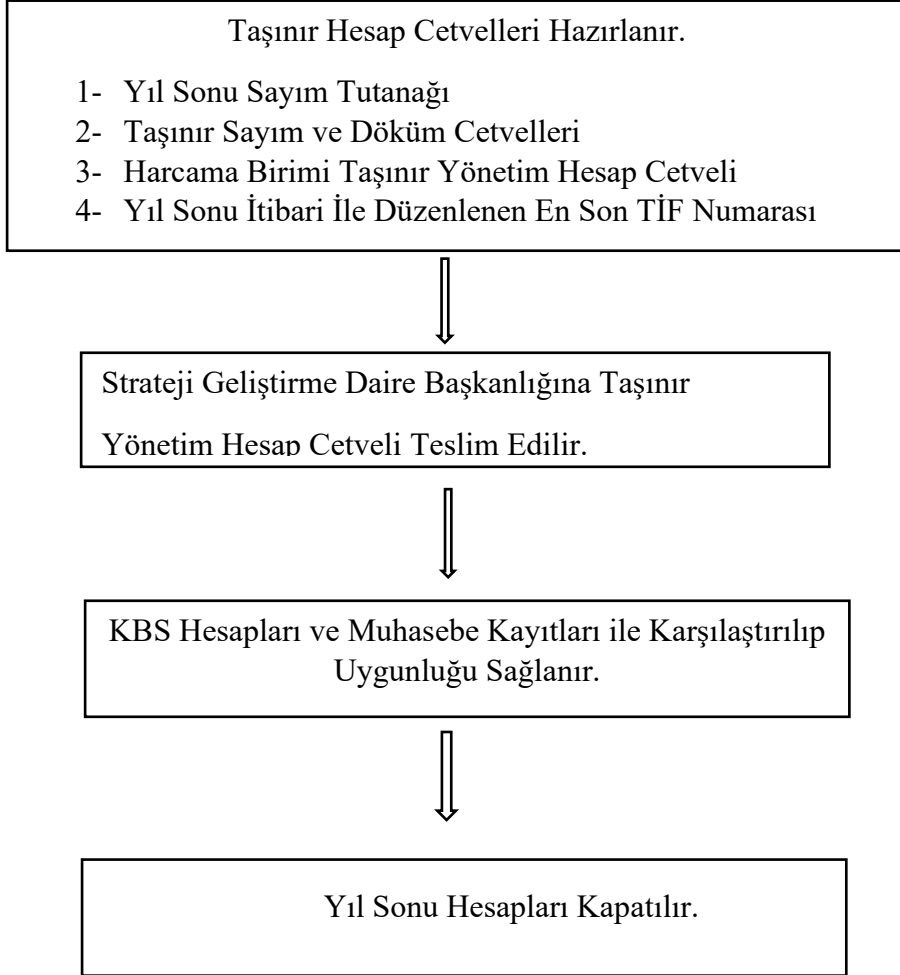 Taşınır Hesap Cetvelleri Hazırlanır.
1- Yıl Sonu Sayım Tutanağı
2- Taşınır Sayım ve Döküm Cetvelleri
3- Harcama Birimi Taşınır Yönetim Hesap Cetveli
4- Yıl Sonu İtibari İle Düzenlenen En Son TİF Numarası
Strateji Geliştirme Daire Başkanlığına Taşınır
Yönetim Hesap Cetveli Teslim Edilir.
KBS Hesapları ve Muhasebe Kayıtları ile Karşılaştırılıp
Uygunluğu Sağlanır.
Yıl Sonu Hesapları Kapatılır.